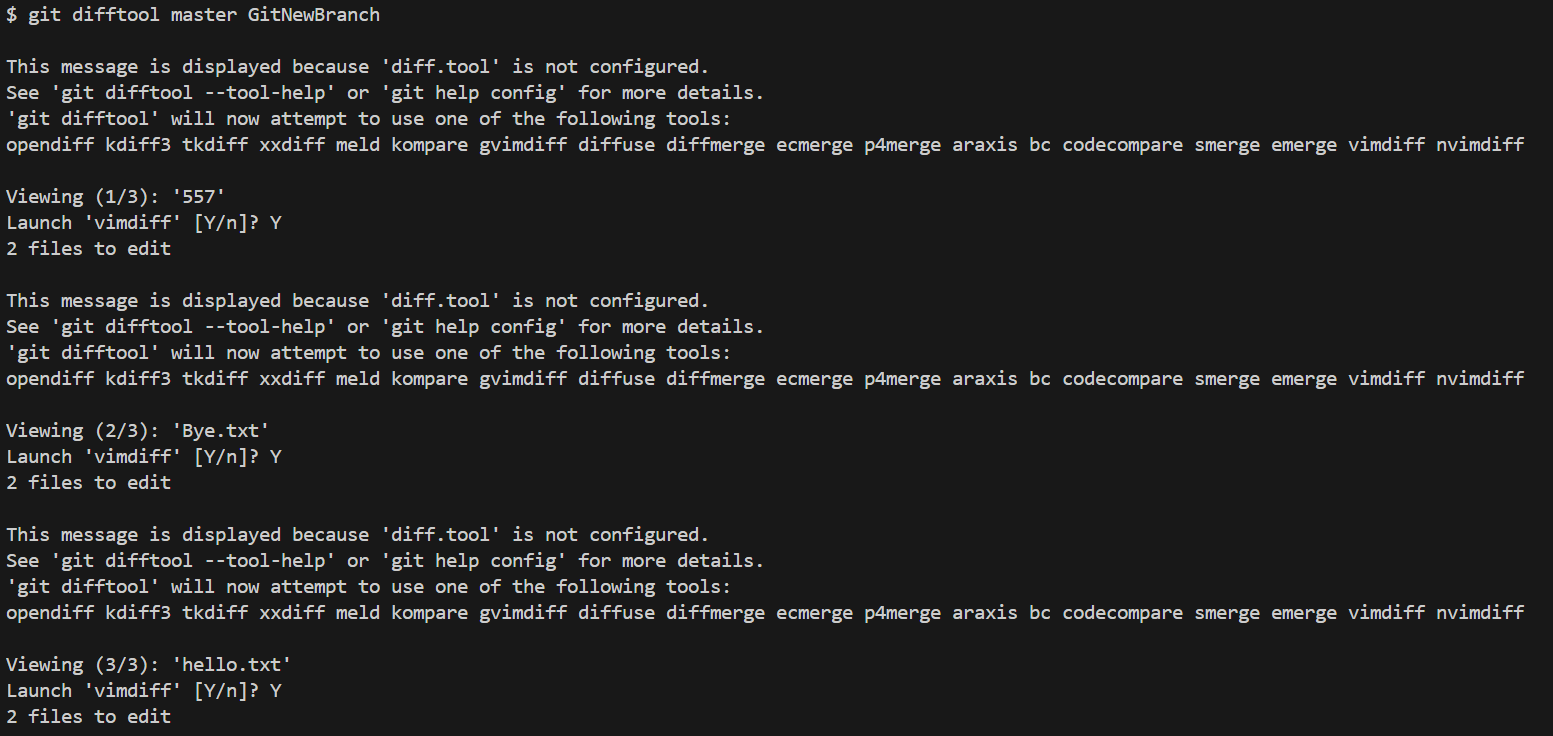 $ git difftool master GitNewBranch
This message is displayed because 'diff.tool' is not configured.
See 'git difftool --tool-help' or 'git help config' for more details.
'git difftool' will now attempt to use one of the following tools:
opendiff kdiff3 tkdiff xxdiff meld kompare gvimdiff diffuse diffmerge ecmerge p4merge araxis bc codecompare smerge emerge vimdiff nvimdiff
Viewing (1/3): '557'
Launch 'vimdiff' [Y/n]? Y
2 files to edit
This message is displayed because 'diff.tool' is not configured.
See 'git difftool --tool-help' or 'git help config' for more details.
'git difftool' will now attempt to use one of the following tools:
opendiff kdiff3 tkdiff xxdiff meld kompare gvimdiff diffuse diffmerge ecmerge p4merge araxis bc codecompare smerge emerge vimdiff nvimdiff
Viewing (2/3): 'Bye.txt'
Launch 'vimdiff' [Y/n]? Y
2 files to edit
This message is displayed because 'diff.tool' is not configured.
See 'git difftool --tool-help' or 'git help config' for more details.
'git difftool' will now attempt to use one of the following tools:
opendiff kdiff3 tkdiff xxdiff meld kompare gvimdiff diffuse diffmerge ecmerge p4merge araxis bc codecompare smerge emerge vimdiff nvimdiff
Viewing (3/3): 'hello.txt'
Launch 'vimdiff' [Y/n]? Y
2 files to edit